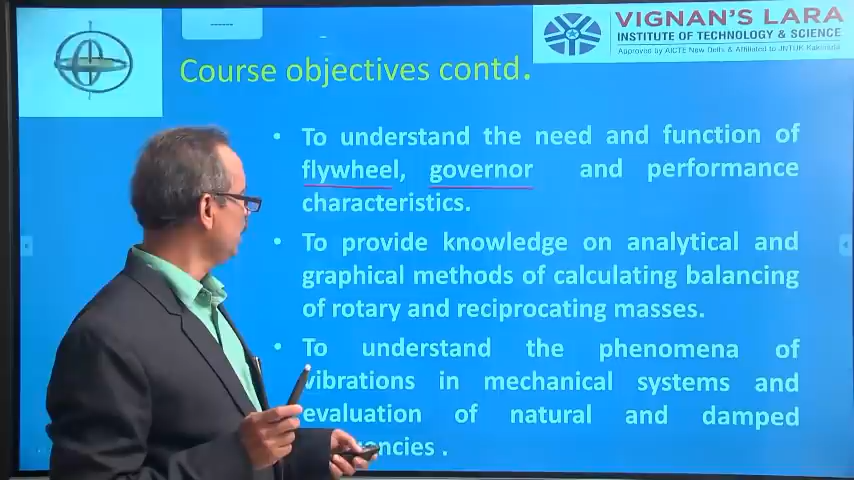 VIGNAN'S LARA
INSTITUTE OF TECHNOLOGY & SCIENCE
Approved by AICTE New Delhi & Affiliated to JNTUK Kakinada
Course objectives contd.
• To understand the need and function of
flywheel, governor and performance
characteristics.
• To provide knowledge on analytical and
graphical methods of calculating balancing
of rotary and reciprocating masses.
• To understand the phenomena of
vibrations in mechanical systems and
evaluation of natural and damped
encies .